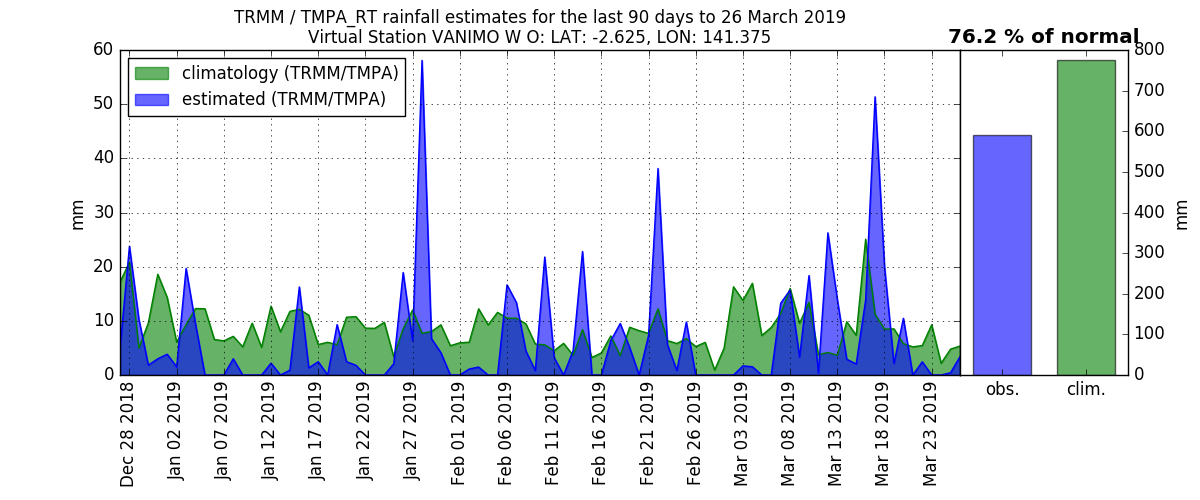 TRMM / TMPA_RT rainfall estimates for the last 90 days to 26 March 2019
Virtual Station VANIMO W O: LAT: -2.625, LON: 141.375
76.2 % of normal
climatology (TRMM/TMPA)
estimated (TRMM/TMPA)
60
50
40
30
20
10
0
mm
800
700
600
500
400
300
200
100
0
mm
Dec 28 2018
Jan 02 2019
Jan 07 2019
Jan 12 2019
Jan 17 2019
Jan 22 2019
Jan 27 2019
Feb 01 2019
Feb 06 2019
Feb 11 2019
Feb 16 2019
Feb 21 2019
Feb 26 2019
Mar 03 2019
Mar 08 2019
Mar 13 2019
Mar 18 2019
Mar 23 2019
obs.
clim.